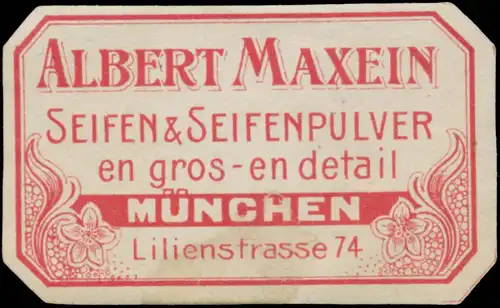 ALBERT MAXEIN
SEIFEN & SEIFENPULVER
en gros - en detail
MÜNCHEN
Lilienstrasse 74